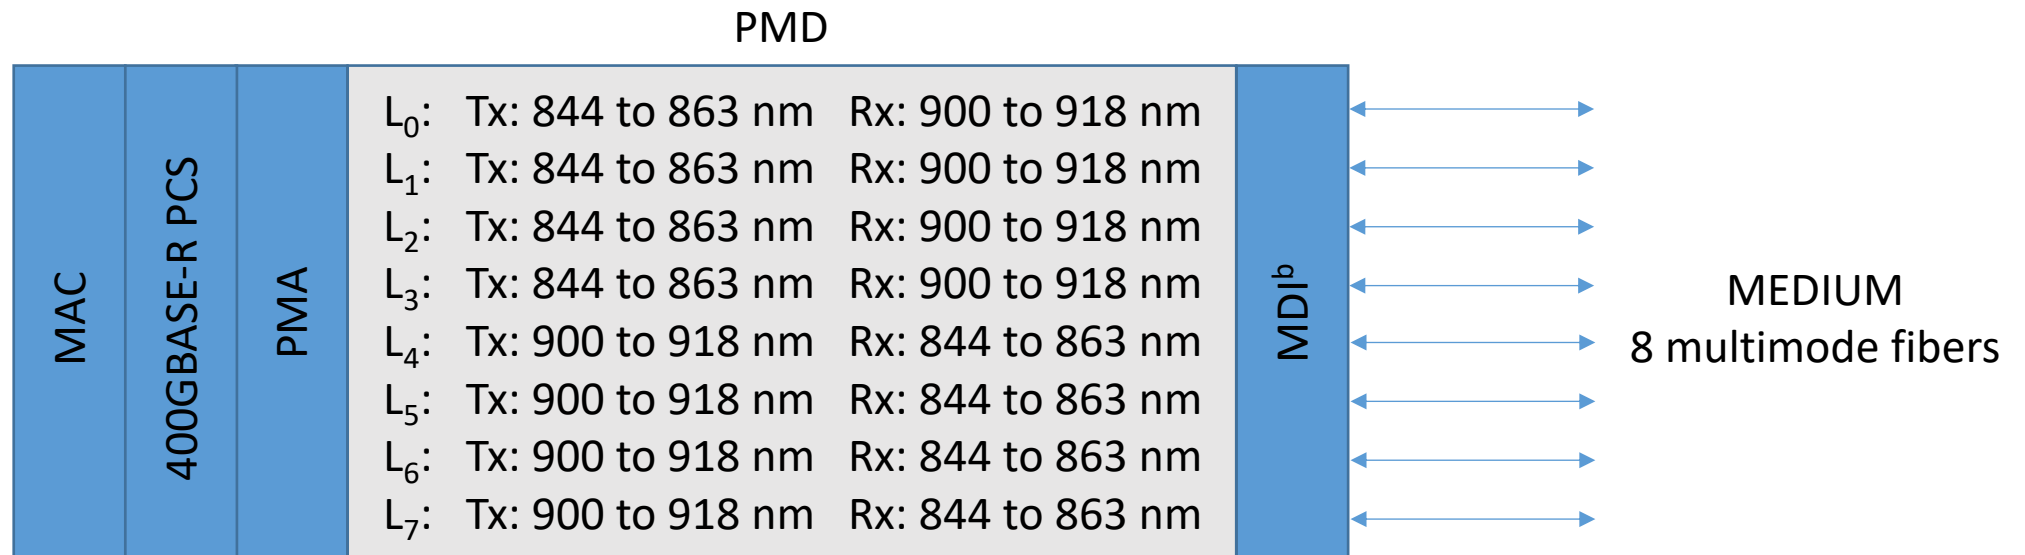 PMD
MAC
400GBASE-R PCS
PMA
L₀: Tx: 844 to 863 nm Rx: 900 to 918 nm
L₁: Tx: 844 to 863 nm Rx: 900 to 918 nm
L₂: Tx: 844 to 863 nm Rx: 900 to 918 nm
L₃: Tx: 844 to 863 nm Rx: 900 to 918 nm
L₄: Tx: 900 to 918 nm Rx: 844 to 863 nm
L₅: Tx: 900 to 918 nm Rx: 844 to 863 nm
L₆: Tx: 900 to 918 nm Rx: 844 to 863 nm
L₇: Tx: 900 to 918 nm Rx: 844 to 863 nm
MDIᵇ
MEDIUM
8 multimode fibers